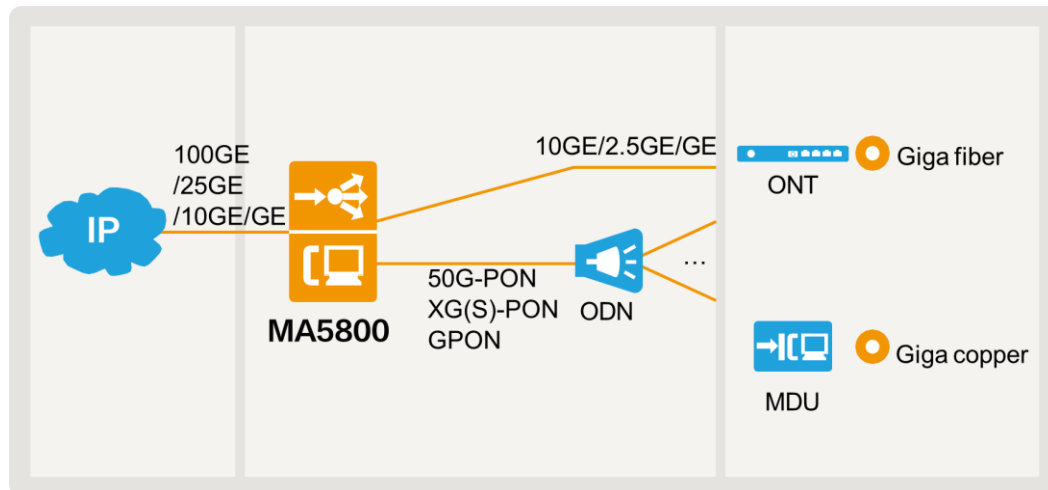 100GE
/25GE
/10GE/GE
IP
MA5800
10GE/2.5GE/GE
50G-PON
XG(S)-PON
GPON
ODN
...
ONT
Giga fiber
MDU
Giga copper